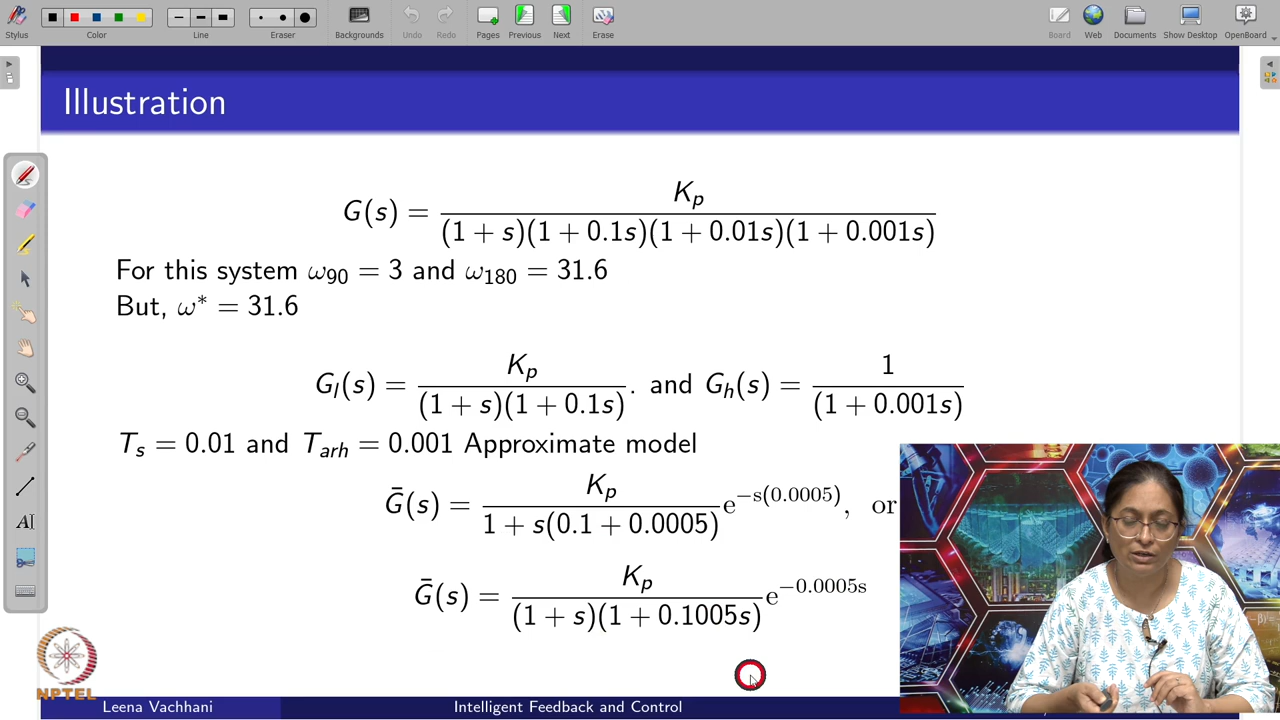 Stylus Color Line Eraser Backgrounds Undo Redo Pages Previous Next Erase Board Web Documents Show Desktop OpenBoard
Illustration
G(s) = K_p / ((1 + s)(1 + 0.1s)(1 + 0.01s)(1 + 0.001s))
For this system ω_90 = 3 and ω_180 = 31.6
But, ω* = 31.6
G_l(s) = K_p / ((1 + s)(1 + 0.1s)). and G_h(s) = 1 / (1 + 0.001s)
T_s = 0.01 and T_arh = 0.001 Approximate model
Ḡ(s) = K_p / (1 + s(0.1 + 0.0005)) e^{−s(0.0005)}, or
Ḡ(s) = K_p / ((1 + s)(1 + 0.1005s)) e^{−0.0005s}
NPTEL
Leena Vachhani Intelligent Feedback and Control